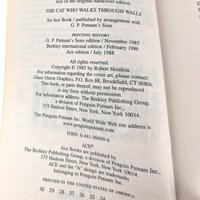 text of the original hardcover edition.
THE CAT WHO WALKS THROUGH WALLS
An Ace Book / published by arrangement with
G. P. Putnam's Sons
PRINTING HISTORY
G. P. Putnam's Sons edition / November 1985
Berkley international edition / February 1986
Ace edition / July 1988
All rights reserved.
Copyright © 1985 by Robert Heinlein.
For information regarding the cover art, please contact:
Glass Onion Graphics, P.O. Box 88, Brookfield, CT 06804.
This book, or parts thereof, may not be reproduced
in any form without permission.
For information address: The Berkley Publishing Group,
a division of Penguin Putnam Inc.,
375 Hudson Street, New York, New York 10014.
The Penguin Putnam Inc. World Wide Web site address is
www.penguinputnam.com
ISBN: 0-441-09499-6
ACE®
Ace Books are published by
The Berkley Publishing Group, a division of Penguin Putnam Inc.,
375 Hudson Street, New York, New York 10014.
ACE and the "A" design are trademarks
belonging to Penguin Putnam Inc.
PRINTED IN THE UNITED STATES OF AMERICA
30 29 28 27 26 25 24